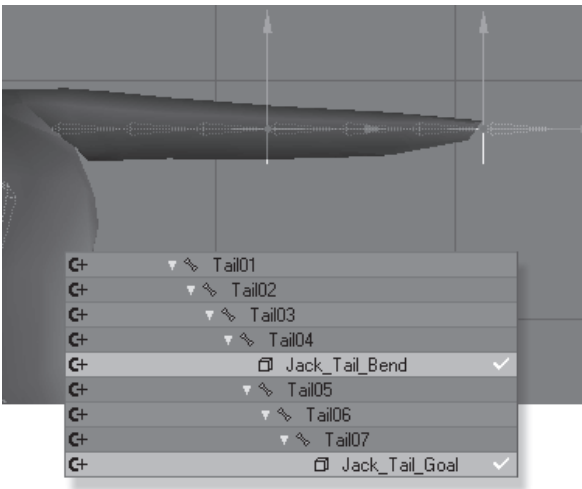 C+ Tail01
C+ Tail02
C+ Tail03
C+ Tail04
C+ Jack_Tail_Bend
C+ Tail05
C+ Tail06
C+ Tail07
C+ Jack_Tail_Goal